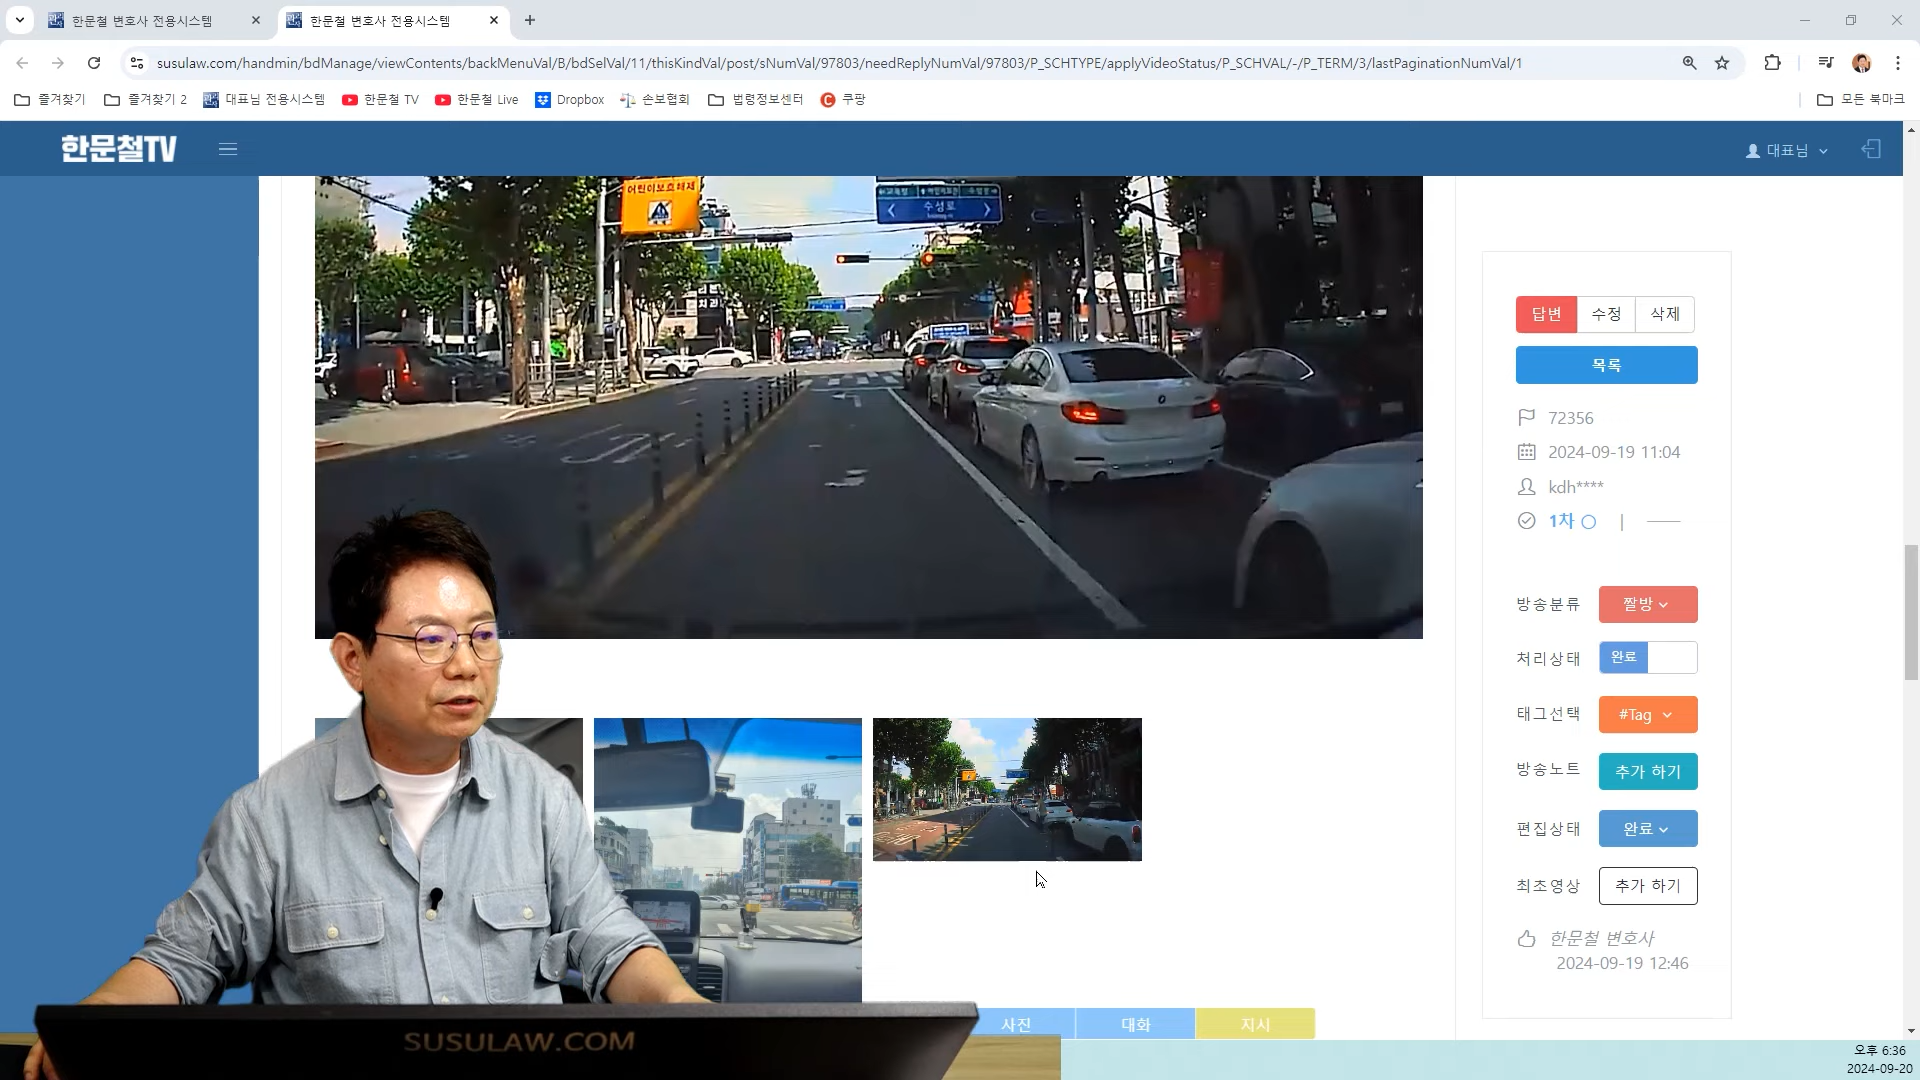 한문철 변호사 전용시스템
한문철 변호사 전용시스템
susulaw.com/handmin/bdManage/viewContents/backMenuVal/B/bdSelVal/11/thisKindVal/post/sNumVal/97803/needReplyNumVal/97803/P_SCHTYPE/applyVideoStatus/P_SCHVAL/-/P_TERM/3/lastPaginationNumVal/1
즐겨찾기
즐겨찾기 2
대표님 전용시스템
한문철 TV
한문철 Live
Dropbox
손보협회
법령정보센터
쿠팡
모든 북마크
한문철TV
대표님
어린이보호해제
수성로
답변
수정
삭제
목록
72356
2024-09-19 11:04
kdh****
1차
방송분류
짤방
처리상태
완료
태그선택
#Tag
방송노트
추가 하기
편집상태
완료
최초영상
추가 하기
한문철 변호사
2024-09-19 12:46
사진
대화
지시
SUSULAW.COM
오후 6:36
2024-09-20